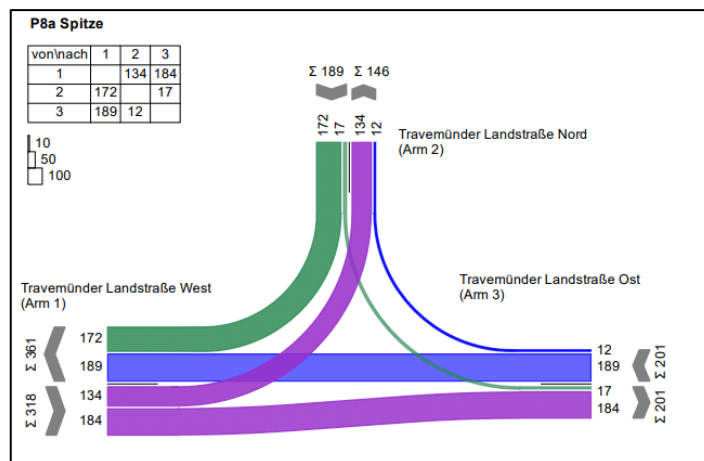 P8a Spitze
von\nach 1 2 3
1 134 184
2 172 17
3 189 12
10
50
100
Σ 189 Σ 146
172 17 134 12
Travemünder Landstraße Nord
(Arm 2)
Travemünder Landstraße West
(Arm 1)
Travemünder Landstraße Ost
(Arm 3)
Σ 361
172
189
Σ 318
134
184
12
189
Σ 201
17
184
Σ 201